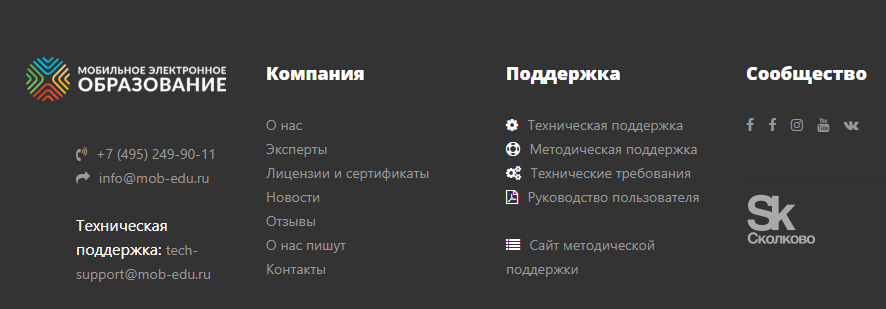 МОБИЛЬНОЕ ЭЛЕКТРОННОЕ
ОБРАЗОВАНИЕ
+7 (495) 249-90-11
info@mob-edu.ru
Техническая
поддержка: tech-
support@mob-edu.ru
Компания
О нас
Эксперты
Лицензии и сертификаты
Новости
Отзывы
О нас пишут
Контакты
Поддержка
Техническая поддержка
Методическая поддержка
Технические требования
Руководство пользователя
Сайт методической
поддержки
Сообщество
Sk
Сколково